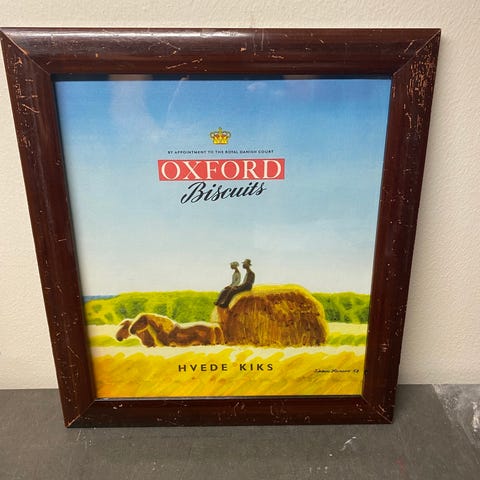 BY APPOINTMENT TO THE ROYAL DANISH COURT
OXFORD
Biscuits
HVEDE KIKS